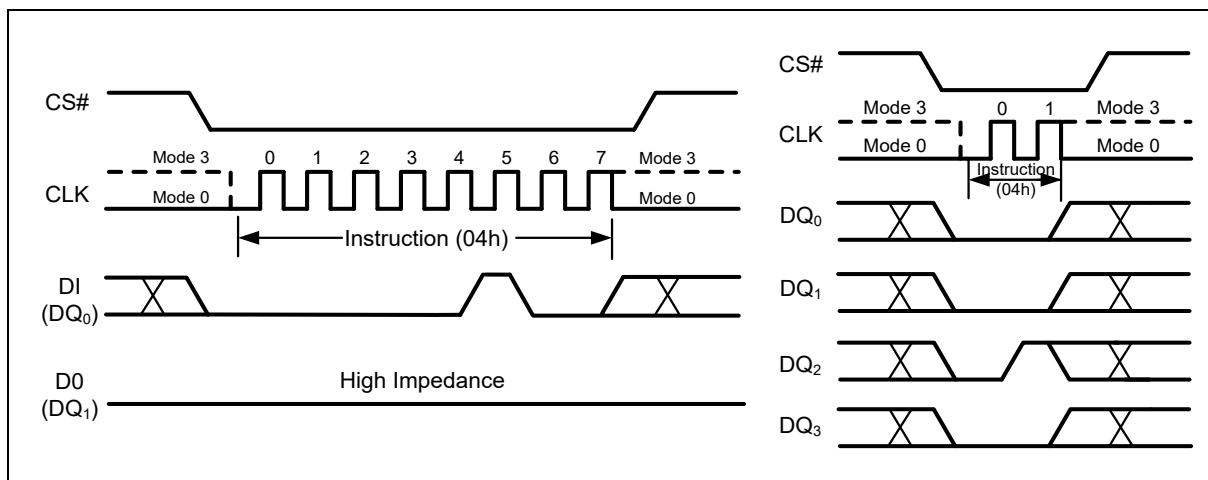 CS#
Mode 3 0 1 2 3 4 5 6 7 Mode 3
CLK
Mode 0 Mode 0
Instruction (04h)
DI
(DQ0)
D0
(DQ1)
High Impedance
CS#
Mode 3 0 1 Mode 3
CLK
Mode 0 Mode 0
Instruction
(04h)
DQ0
DQ1
DQ2
DQ3